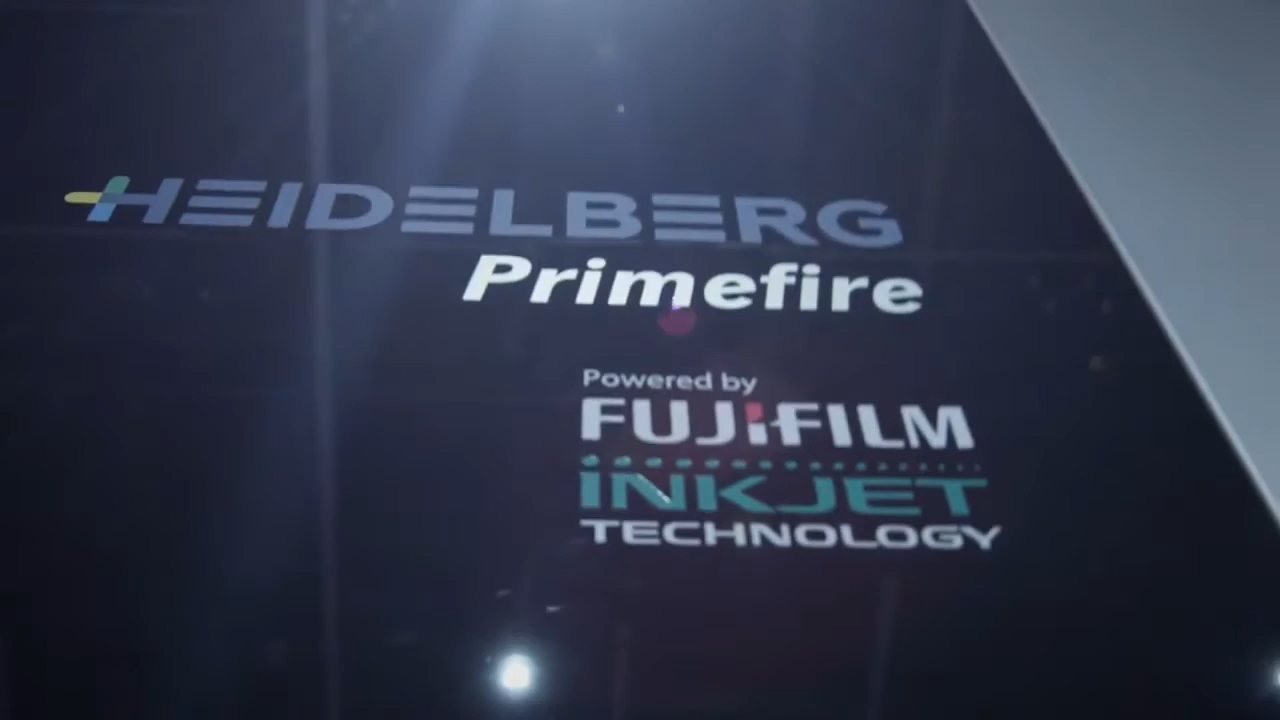 HEIDELBERG
Primefire
Powered by
FUJIFILM
INKJET
TECHNOLOGY